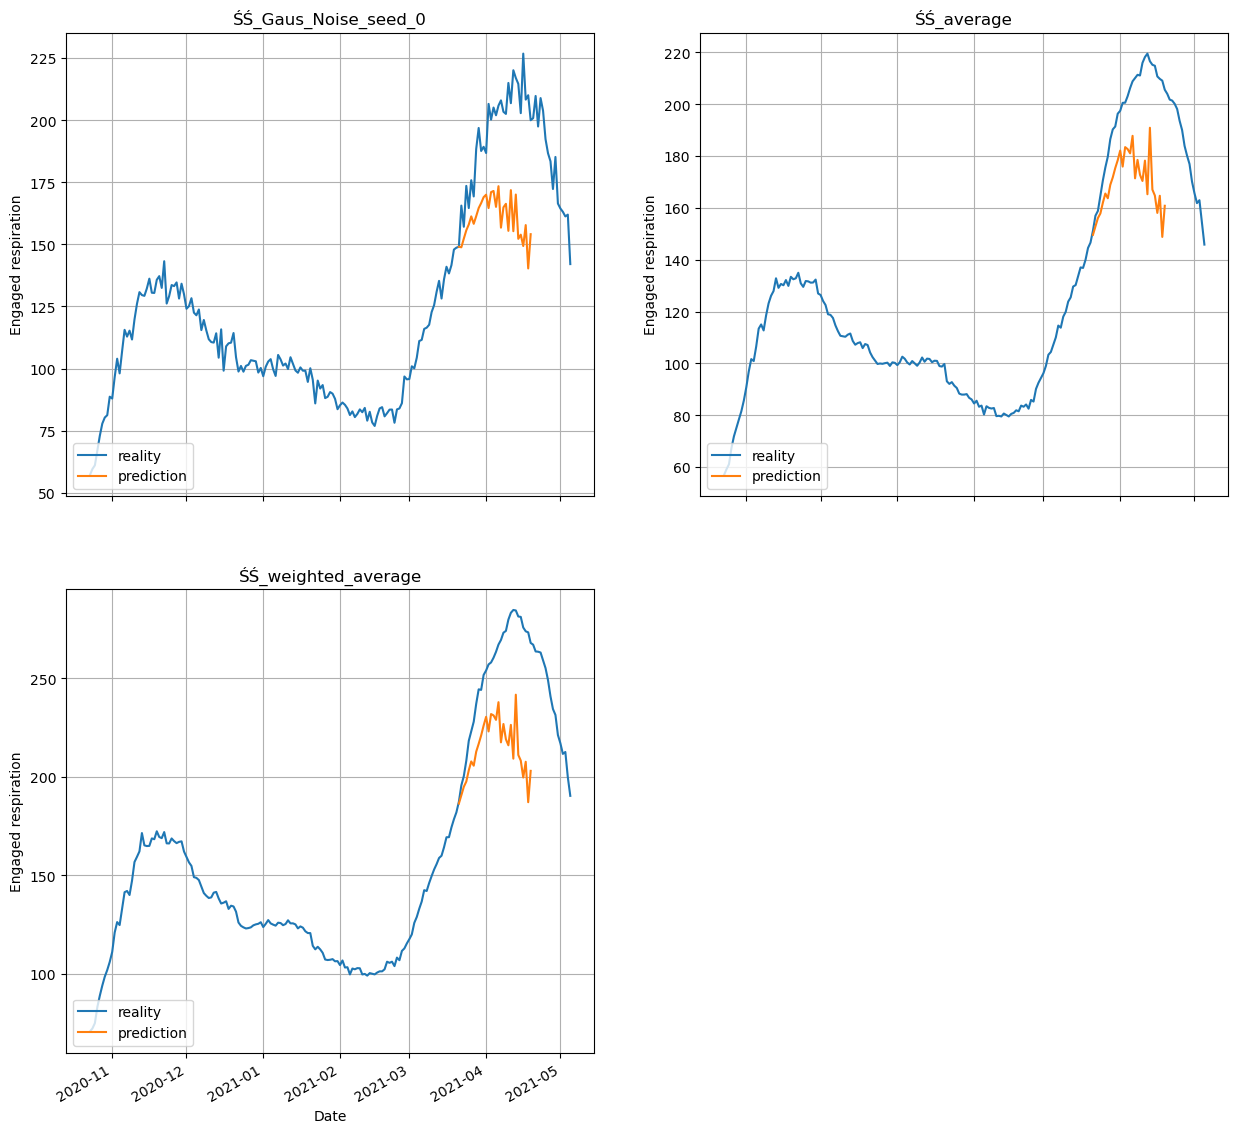 ŚŚ_Gaus_Noise_seed_0
Engaged respiration
225
200
175
150
125
100
75
50
reality
prediction
ŚŚ_average
Engaged respiration
220
200
180
160
140
120
100
80
60
reality
prediction
ŚŚ_weighted_average
Engaged respiration
250
200
150
100
reality
prediction
2020-11
2020-12
2021-01
2021-02
2021-03
2021-04
2021-05
Date